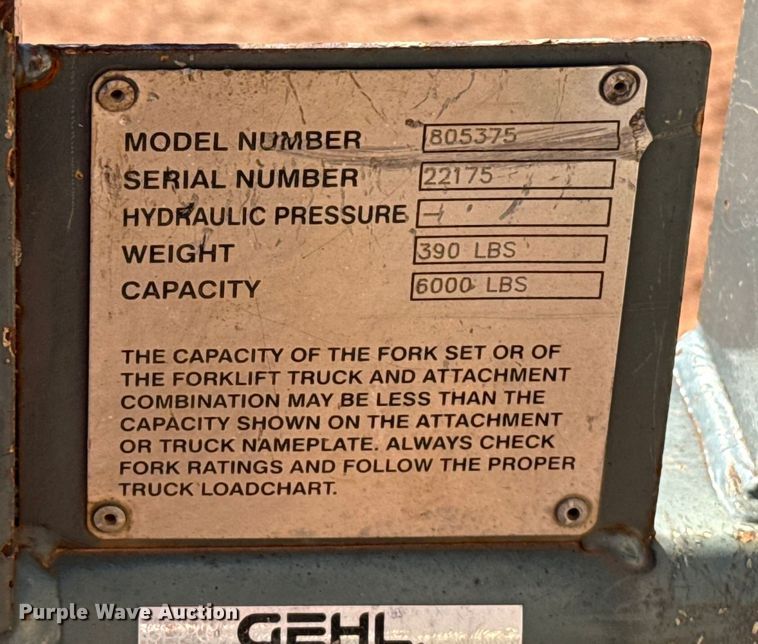 MODEL NUMBER 805375
SERIAL NUMBER 22175
HYDRAULIC PRESSURE -
WEIGHT 390 LBS
CAPACITY 6000 LBS
THE CAPACITY OF THE FORK SET OR OF
THE FORKLIFT TRUCK AND ATTACHMENT
COMBINATION MAY BE LESS THAN THE
CAPACITY SHOWN ON THE ATTACHMENT
OR TRUCK NAMEPLATE. ALWAYS CHECK
FORK RATINGS AND FOLLOW THE PROPER
TRUCK LOADCHART.
Purple Wave Auction
GEHL